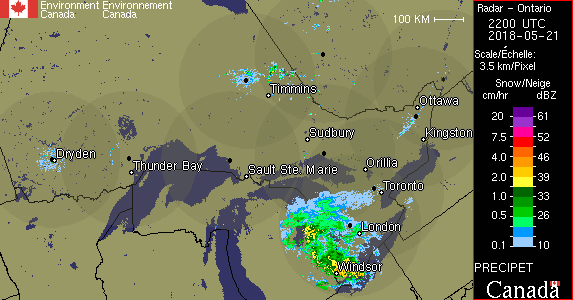 Environment Environnement
Canada Canada
100 KM
Timmins
Ottawa
Sudbury
Kingston
Dryden
Thunder Bay
Sault Ste. Marie
Orillia
Toronto
London
Windsor
Radar - Ontario
2200 UTC
2018-05-21
Scale/Échelle:
3.5 km/Pixel
Snow/Neige
cm/hr dBZ
20 61
7.5 52
4.0 46
2.0 39
1.0 33
0.5 26
0.1 10
PRECIPET
Canada